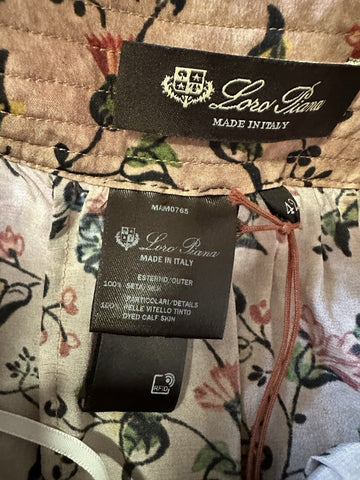 Loro Piana
MADE IN ITALY
MAM0765
Loro Piana
MADE IN ITALY
ESTERNO/OUTER
100% SETA/SILK
PARTICOLARI/DETAILS
100% PELLE VITELLO TINTO
DYED CALF SKIN
RFID